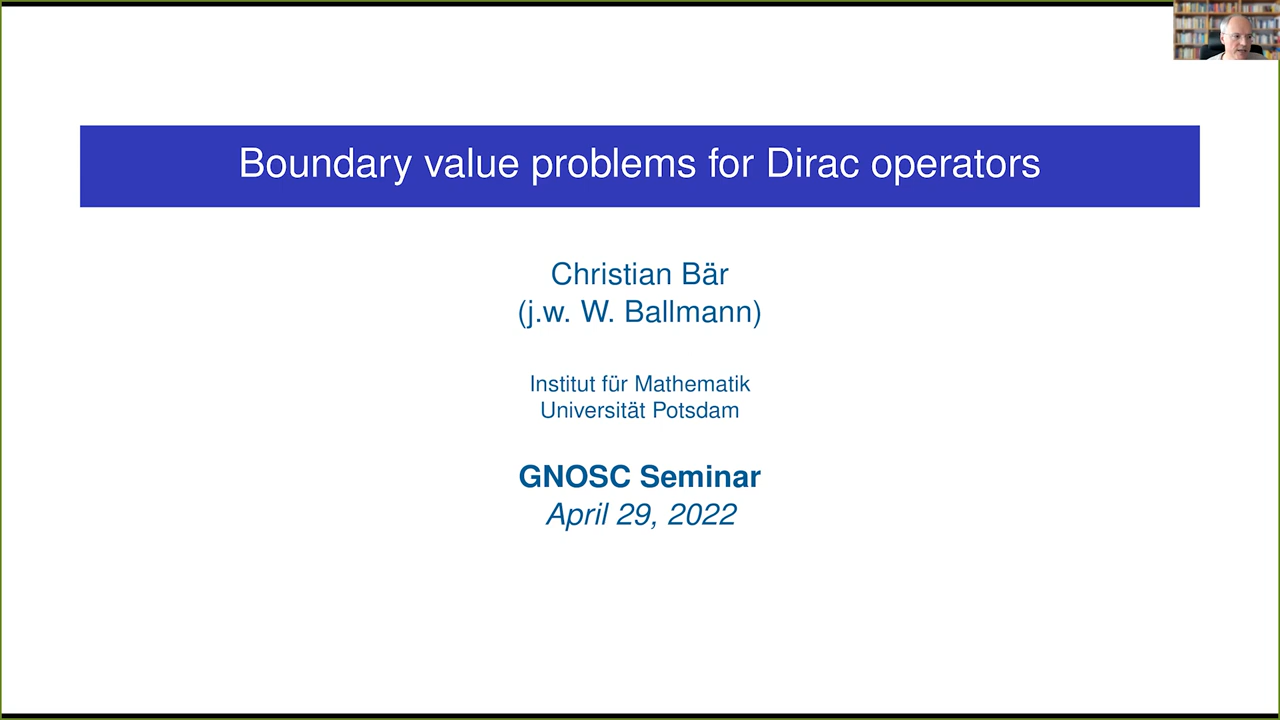 Boundary value problems for Dirac operators
Christian Bär
(j.w. W. Ballmann)
Institut für Mathematik
Universität Potsdam
GNOSC Seminar
April 29, 2022